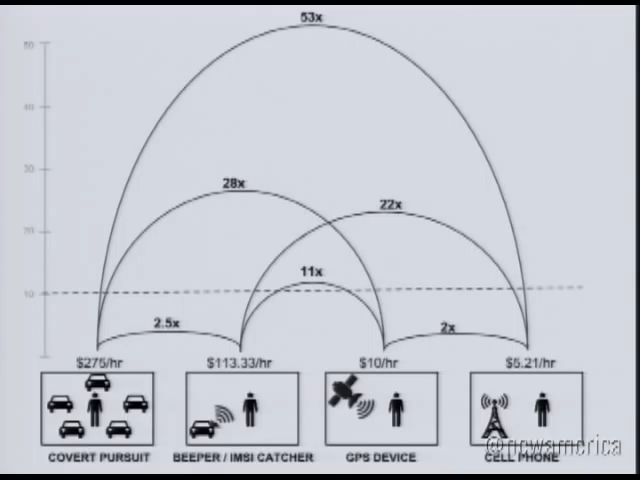 53x
50
40
30
28x
22x
20
11x
10
2.5x
2x
$275/hr
$113.33/hr
$10/hr
$5.21/hr
COVERT PURSUIT
BEEPER / IMSI CATCHER
GPS DEVICE
CELL PHONE
@ncwamerica